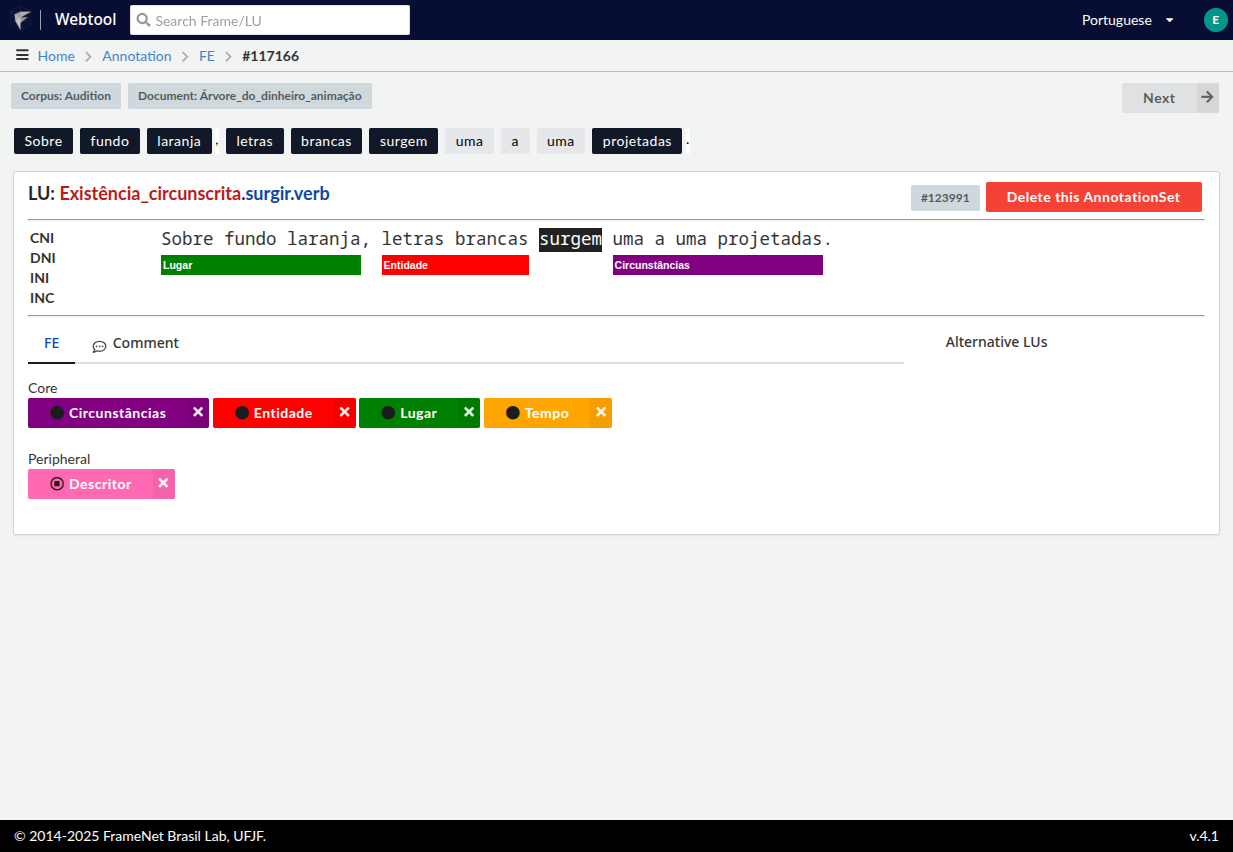 Webtool Search Frame/LU Portuguese E
Home Annotation FE #117166
Corpus: Audition Document: Árvore_do_dinheiro_animação Next
Sobre fundo laranja , letras brancas surgem uma a uma projetadas .
LU: Existência_circunscrita.surgir.verb #123991 Delete this AnnotationSet
CNI Sobre fundo laranja, letras brancas surgem uma a uma projetadas.
DNI Lugar Entidade Circunstâncias
INI
INC
FE Comment Alternative LUs
Core
Circunstâncias Entidade Lugar Tempo
Peripheral
Descritor
© 2014-2025 FrameNet Brasil Lab, UFJF. v.4.1